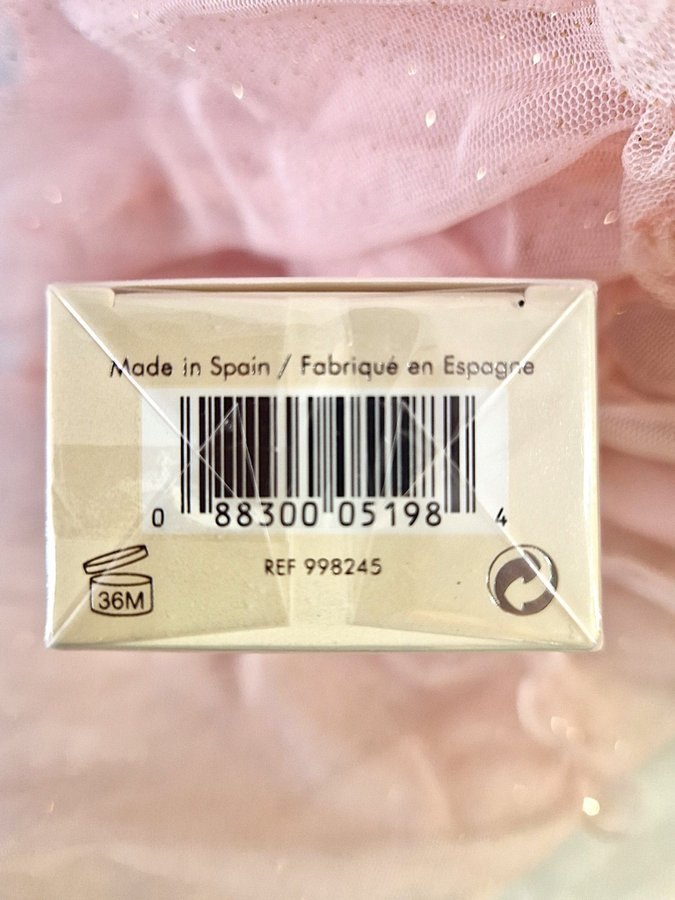 Made in Spain / Fabriqué en Espagne
0 88300 05198 4
REF 998245
36M